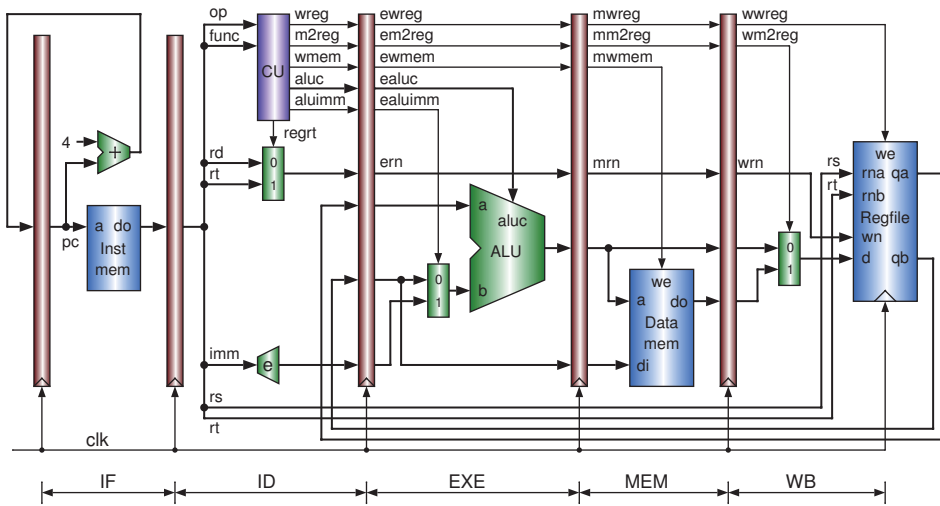 op
func
wreg
m2reg
wmem
aluc
aluimm
CU
regrt
ewreg
em2reg
ewmem
ealuc
ealuimm
mwreg
mm2reg
mwmem
wwreg
wm2reg
4
+
pc
a do
Inst
mem
rd
rt
0
1
ern
mrn
wrn
a
aluc
ALU
b
0
1
we
a do
Data
mem
di
0
1
rs
rt
we
rna qa
rnb
Regfile
wn
d qb
imm
e
rs
rt
clk
IF ID EXE MEM WB